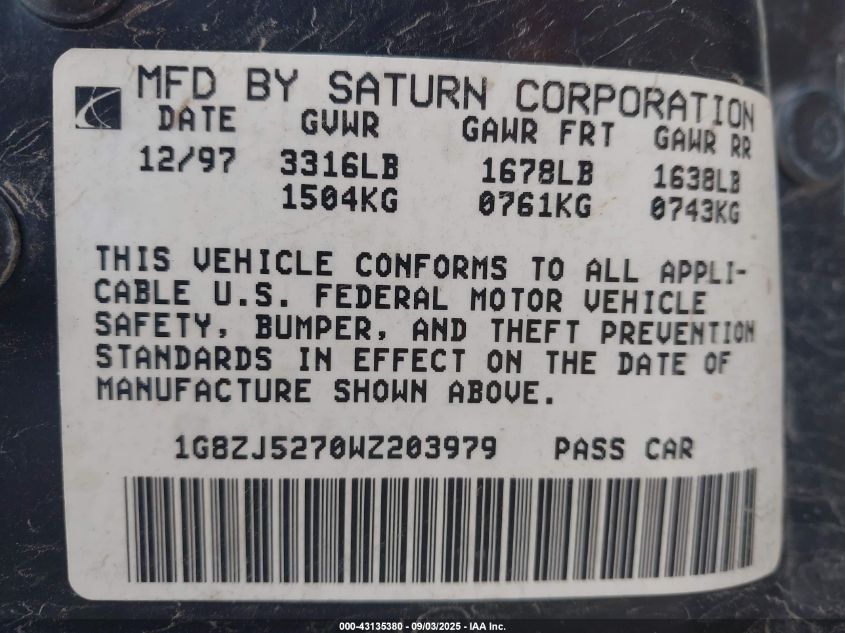 MFD BY SATURN CORPORATION
DATE GVWR GAWR FRT GAWR RR
12/97 3316LB 1678LB 1638LB
1504KG 0761KG 0743KG
THIS VEHICLE CONFORMS TO ALL APPLI-
CABLE U.S. FEDERAL MOTOR VEHICLE
SAFETY, BUMPER, AND THEFT PREVENTION
STANDARDS IN EFFECT ON THE DATE OF
MANUFACTURE SHOWN ABOVE.
1G8ZJ5270WZ203979 PASS CAR
000-43135380 - 09/03/2025 - IAA Inc.